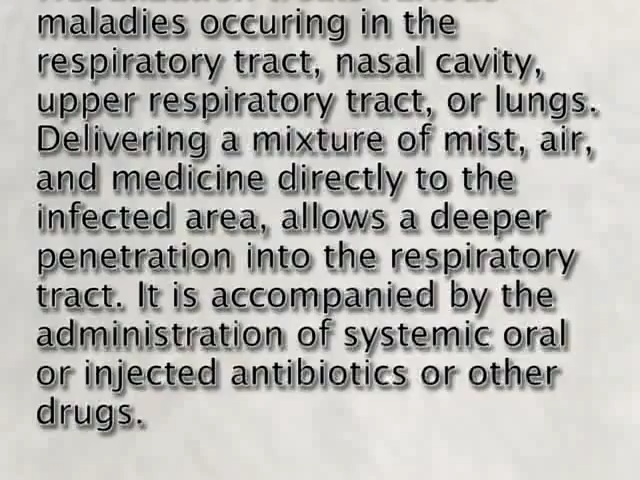 maladies occuring in the
respiratory tract, nasal cavity,
upper respiratory tract, or lungs.
Delivering a mixture of mist, air,
and medicine directly to the
infected area, allows a deeper
penetration into the respiratory
tract. It is accompanied by the
administration of systemic oral
or injected antibiotics or other
drugs.